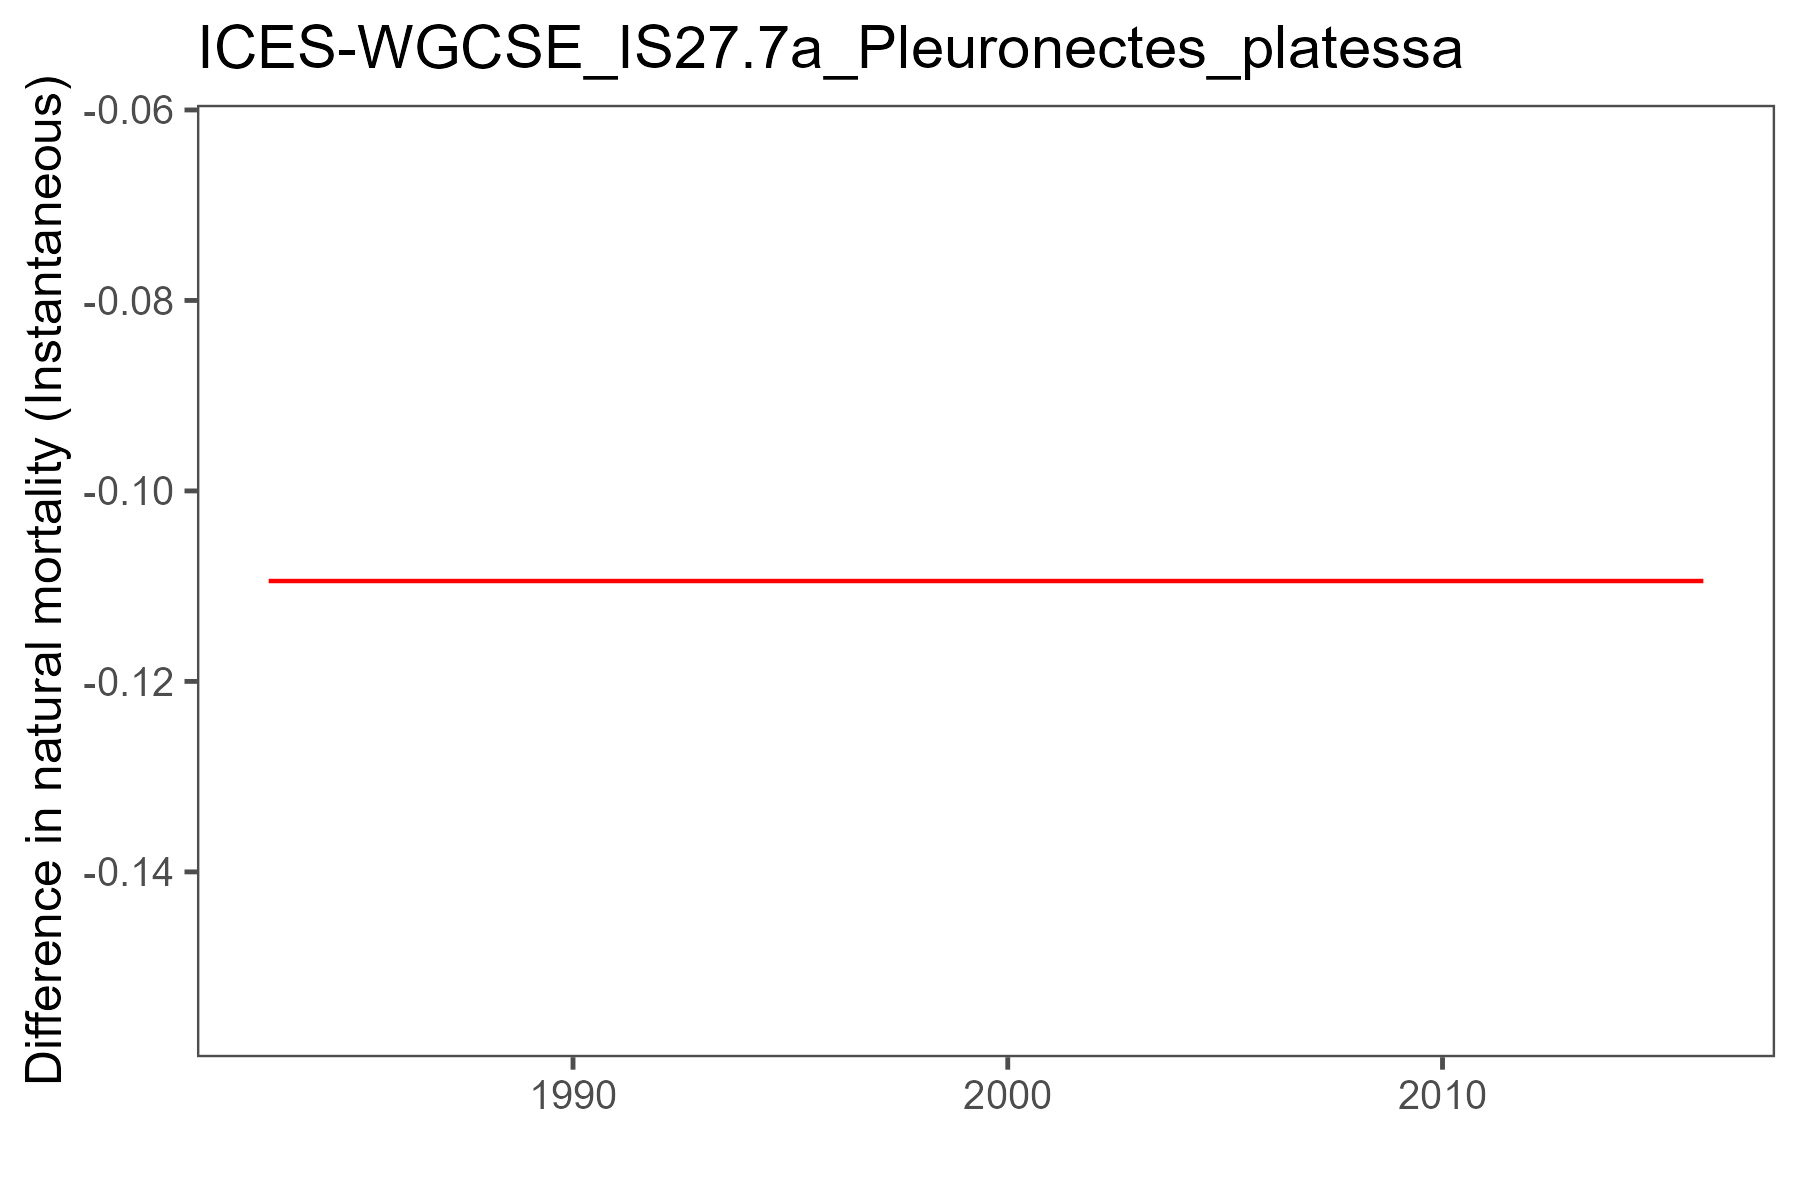 ICES-WGCSE_IS27.7a_Pleuronectes_platessa
Difference in natural mortality (Instantaneous)
-0.06
-0.08
-0.10
-0.12
-0.14
1990 2000 2010